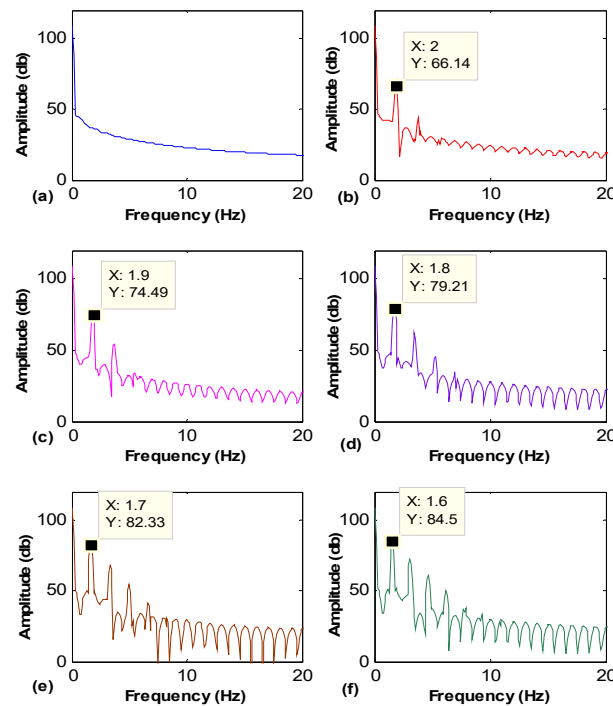 100
50
0
0 10 20
Amplitude (db)
Frequency (Hz)
(a)
X: 2
Y: 66.14
100
50
0
0 10 20
Amplitude (db)
Frequency (Hz)
(b)
X: 1.9
Y: 74.49
100
50
0
0 10 20
Amplitude (db)
Frequency (Hz)
(c)
X: 1.8
Y: 79.21
100
50
0
0 10 20
Amplitude (db)
Frequency (Hz)
(d)
X: 1.7
Y: 82.33
100
50
0
0 10 20
Amplitude (db)
Frequency (Hz)
(e)
X: 1.6
Y: 84.5
100
50
0
0 10 20
Amplitude (db)
Frequency (Hz)
(f)